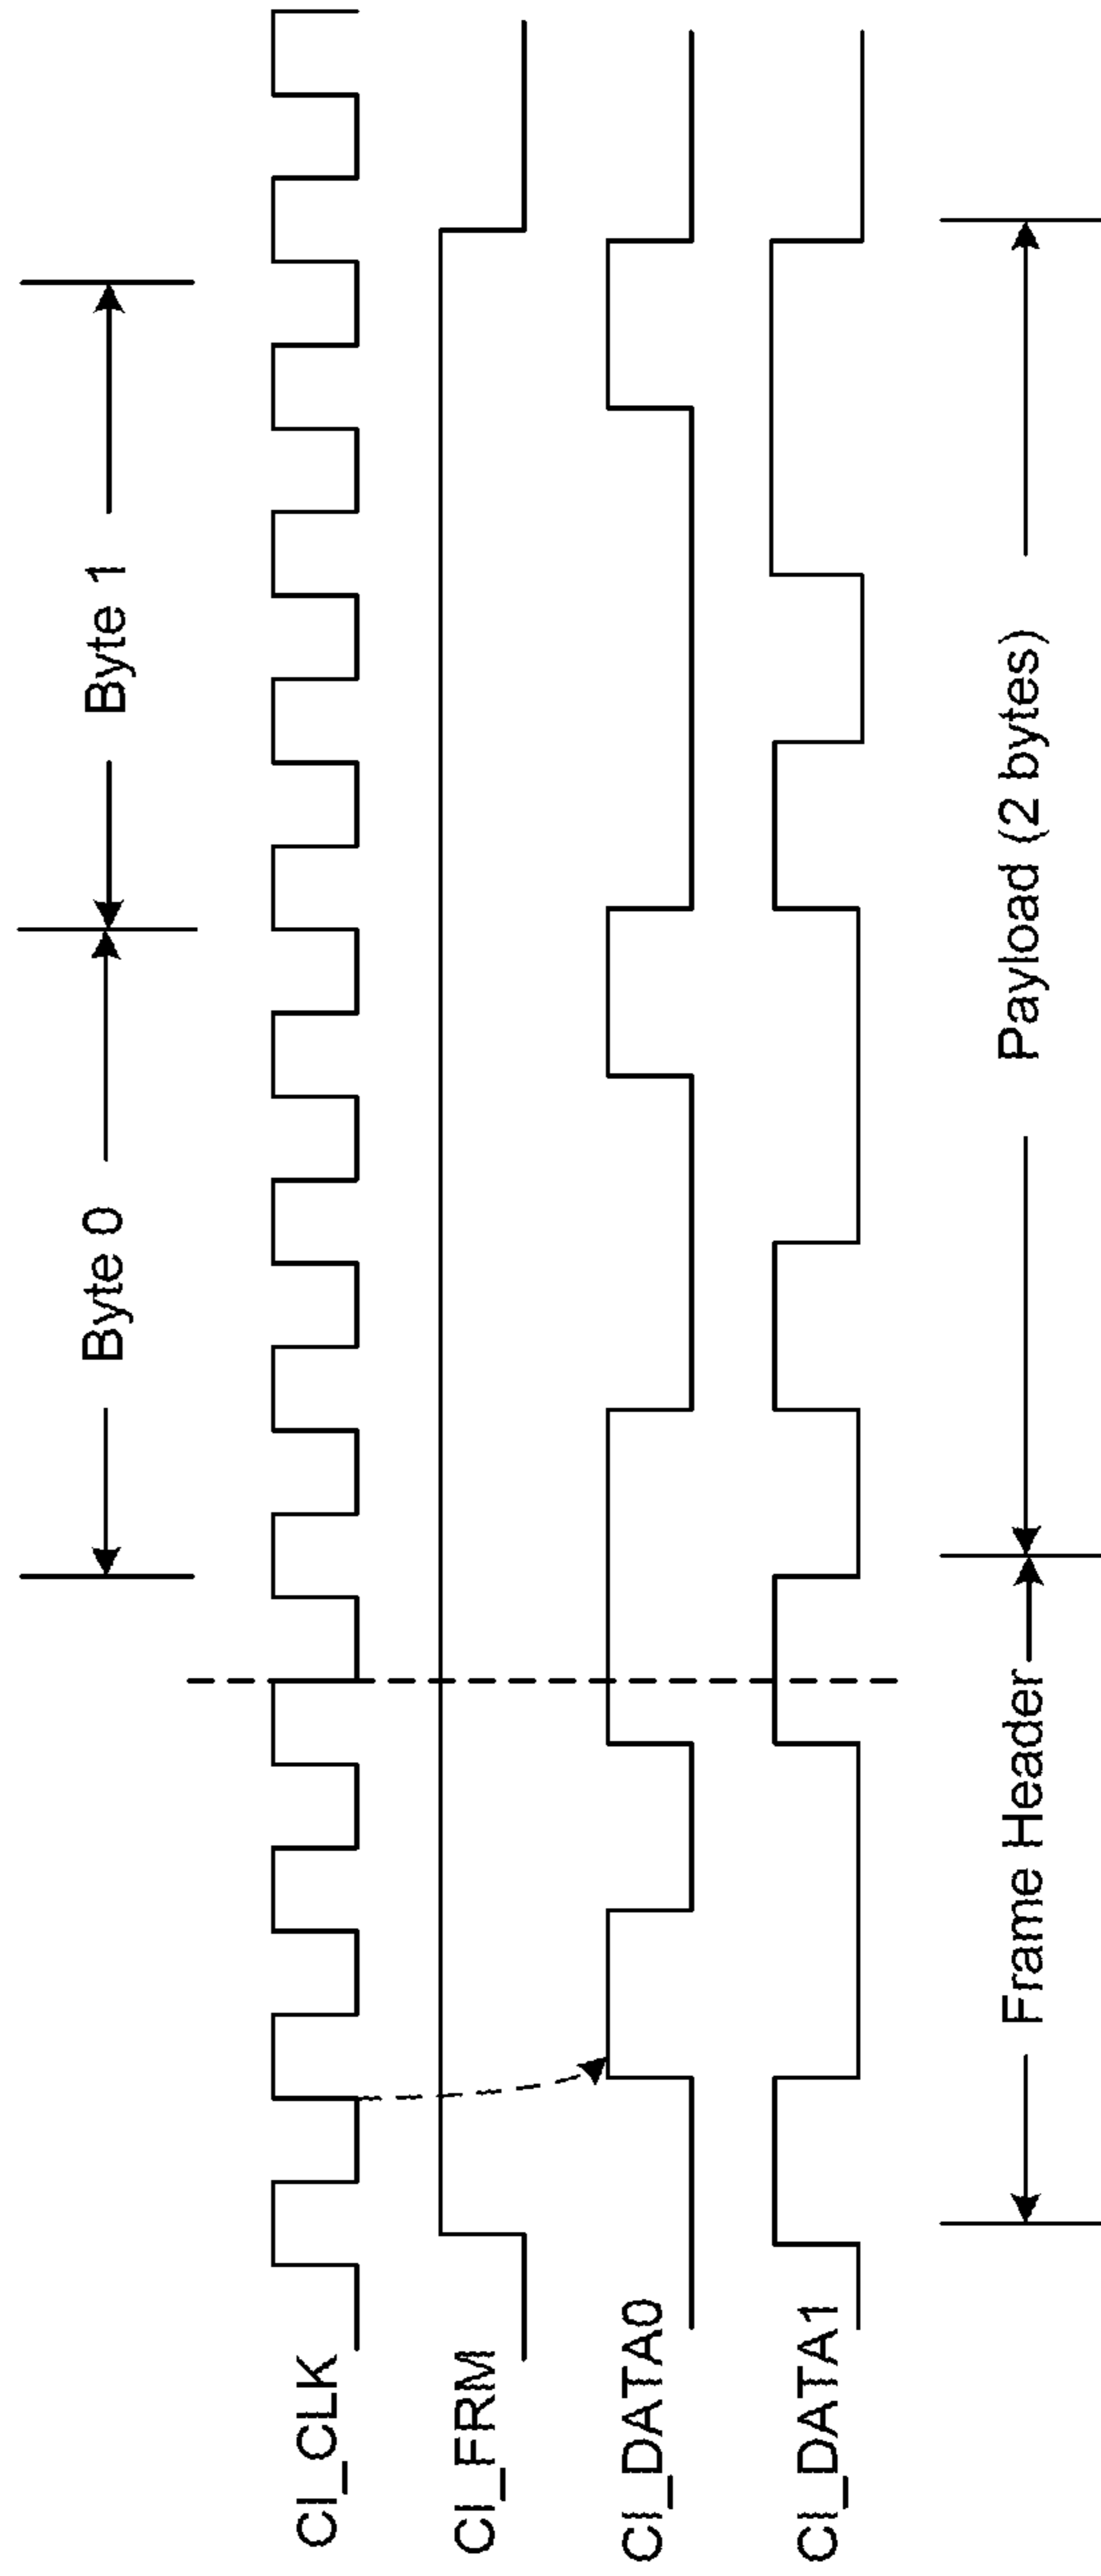 Byte 0
Byte 1
CI_CLK
CI_FRM
CI_DATA0
CI_DATA1
Frame Header
Payload (2 bytes)